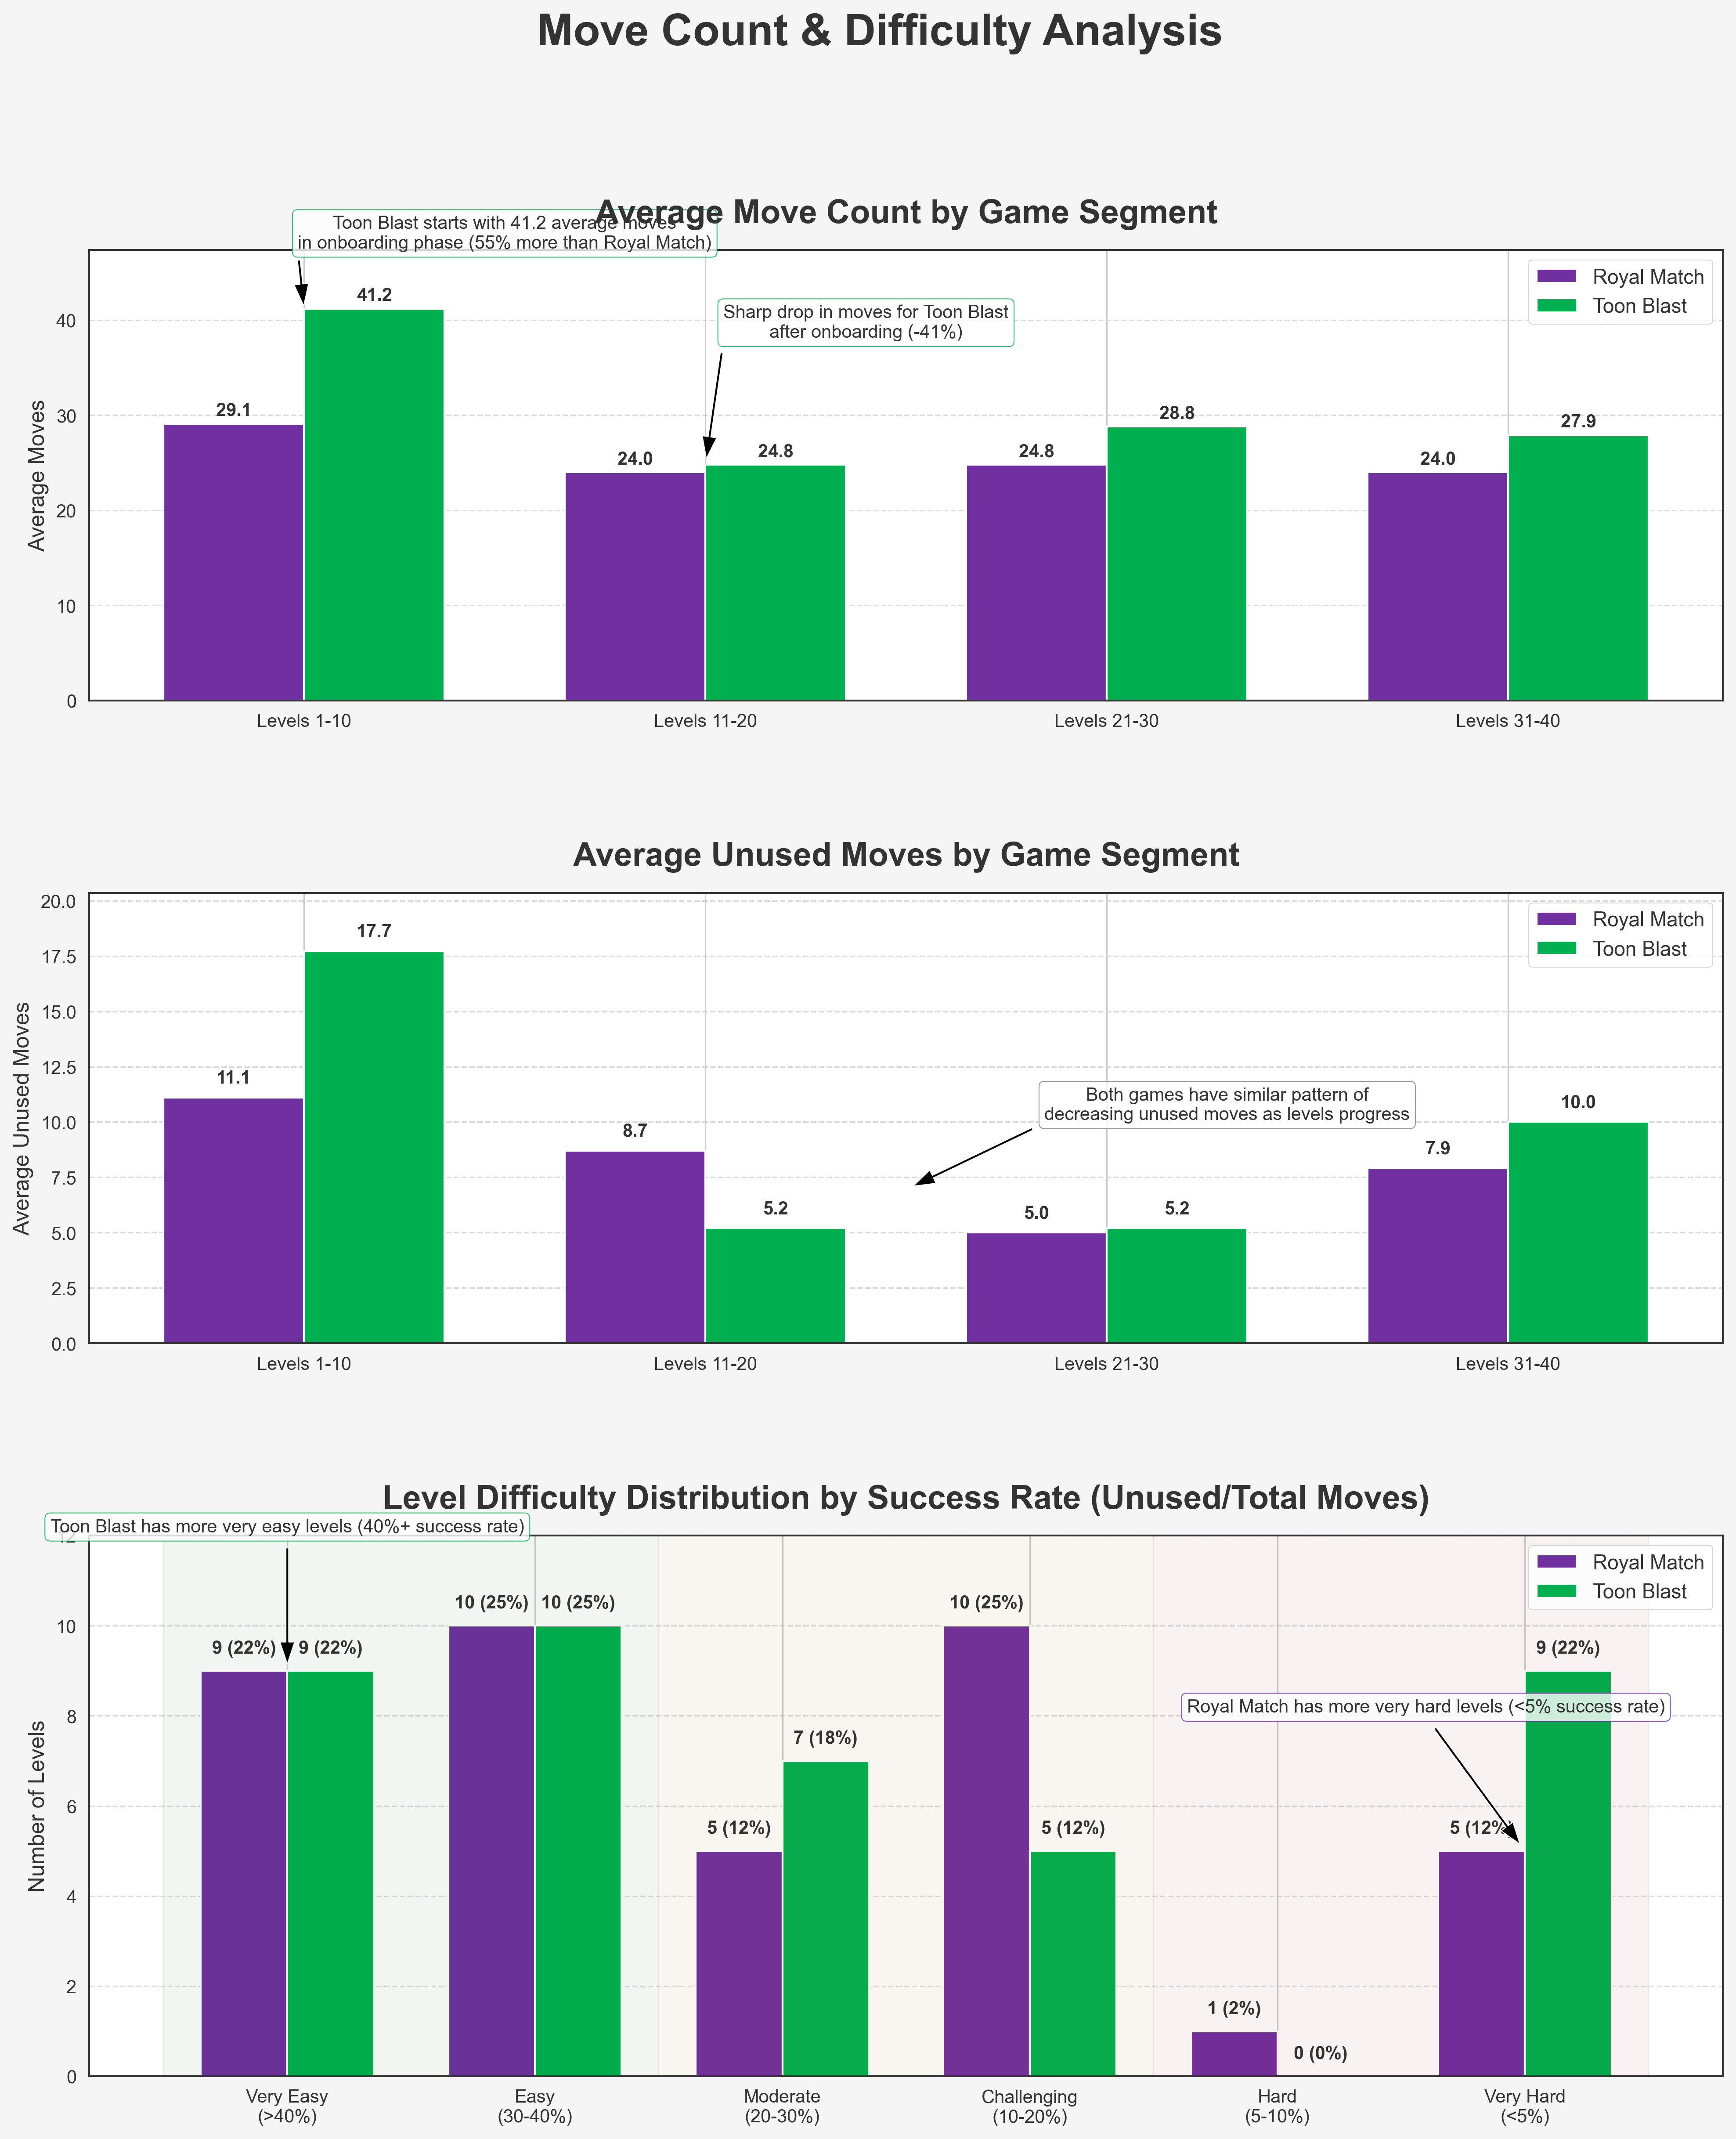 Move Count & Difficulty Analysis
Average Move Count by Game Segment
Toon Blast starts with 41.2 average moves
in onboarding phase (55% more than Royal Match)
Sharp drop in moves for Toon Blast
after onboarding (-41%)
Royal Match
Toon Blast
Average Moves
40
30
20
10
0
29.1
41.2
24.0
24.8
24.8
28.8
24.0
27.9
Levels 1-10
Levels 11-20
Levels 21-30
Levels 31-40
Average Unused Moves by Game Segment
Royal Match
Toon Blast
Average Unused Moves
20.0
17.5
15.0
12.5
10.0
7.5
5.0
2.5
0.0
11.1
17.7
8.7
5.2
Both games have similar pattern of
decreasing unused moves as levels progress
5.0
5.2
7.9
10.0
Levels 1-10
Levels 11-20
Levels 21-30
Levels 31-40
Level Difficulty Distribution by Success Rate (Unused/Total Moves)
Toon Blast has more very easy levels (40%+ success rate)
Royal Match
Toon Blast
Number of Levels
12
10
8
6
4
2
0
9 (22%)
9 (22%)
10 (25%)
10 (25%)
5 (12%)
7 (18%)
10 (25%)
5 (12%)
1 (2%)
0 (0%)
5 (12%)
9 (22%)
Royal Match has more very hard levels (<5% success rate)
Very Easy
(>40%)
Easy
(30-40%)
Moderate
(20-30%)
Challenging
(10-20%)
Hard
(5-10%)
Very Hard
(<5%)